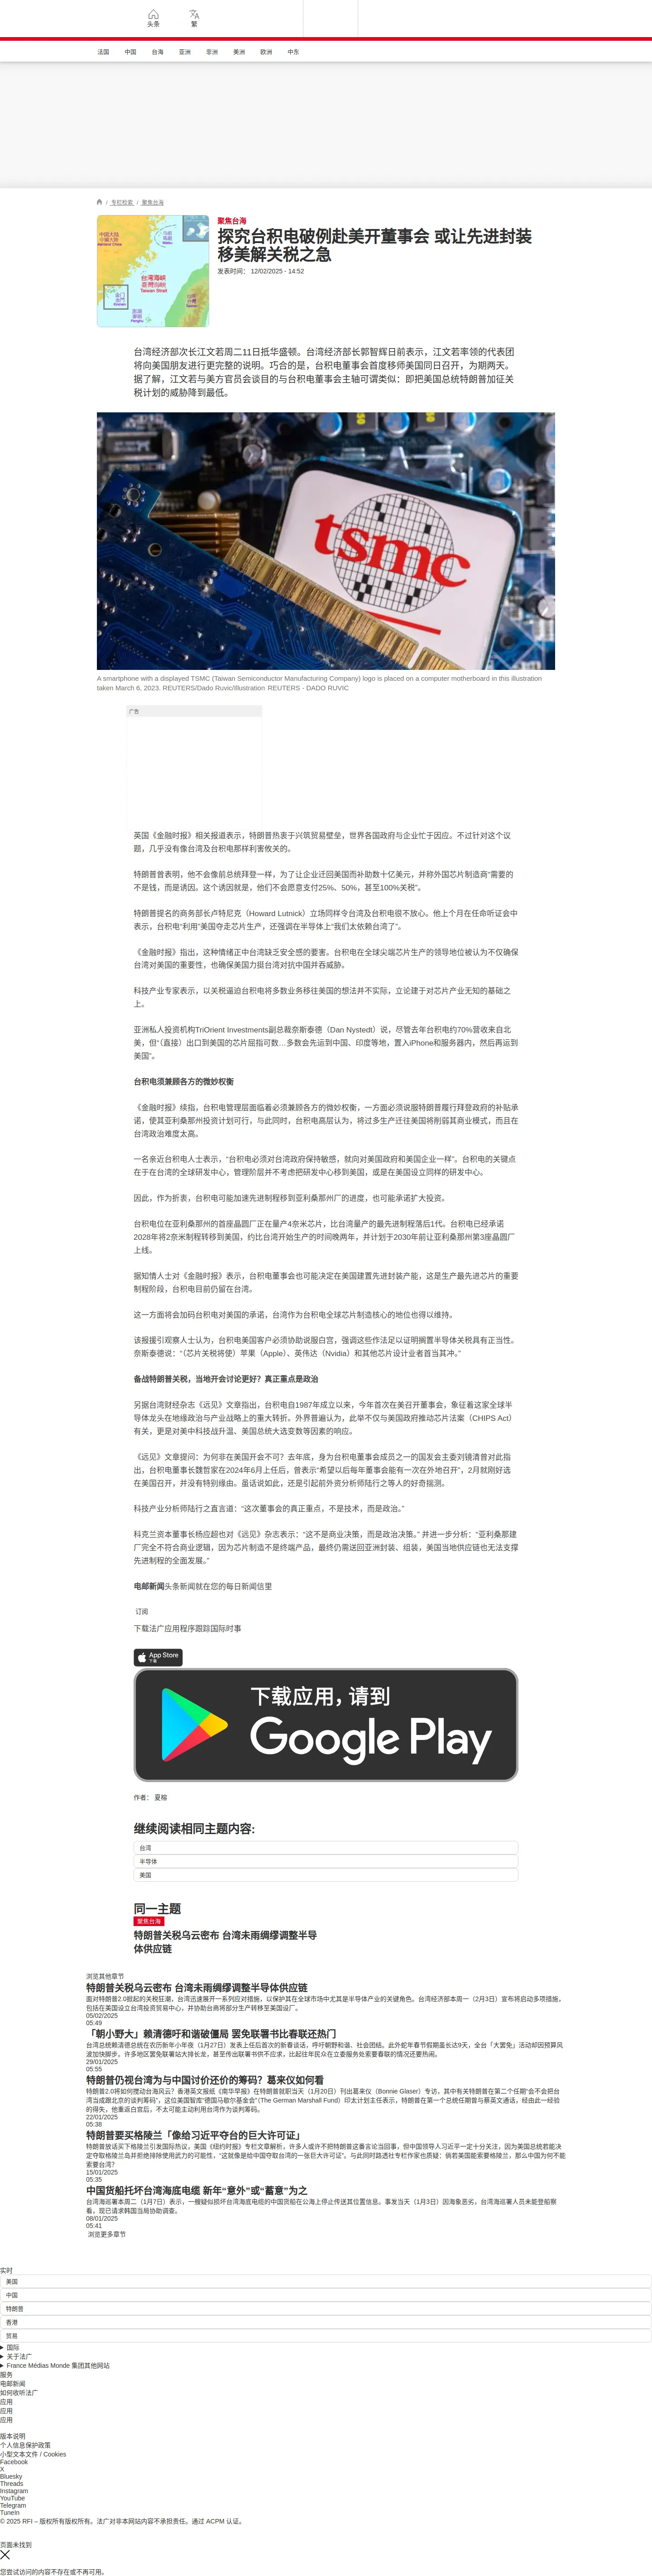 头条
繁
法国 中国 台海 亚洲 非洲 美洲 欧洲 中东
/ 专栏检索 / 聚焦台海
聚焦台海
探究台积电破例赴美开董事会 或让先进封装
移美解关税之急
发表时间： 12/02/2025 - 14:52
中国大陆
台湾海峡
臺灣海峽
Taiwan Strait
台湾经济部次长江文若周二11日抵华盛顿。台湾经济部长郭智辉日前表示，江文若率领的代表团
将向美国朋友进行更完整的说明。巧合的是，台积电董事会首度移师美国同日召开，为期两天。
据了解，江文若与美方官员会谈目的与台积电董事会主轴可谓类似：即把美国总统特朗普加征关
税计划的威胁降到最低。
tsmc
A smartphone with a displayed TSMC (Taiwan Semiconductor Manufacturing Company) logo is placed on a computer motherboard in this illustration
taken March 6, 2023. REUTERS/Dado Ruvic/Illustration REUTERS - DADO RUVIC
广告
英国《金融时报》相关报道表示，特朗普热衷于兴筑贸易壁垒，世界各国政府与企业忙于因应。不过针对这个议
题，几乎没有像台湾及台积电那样利害攸关的。
特朗普曾表明，他不会像前总统拜登一样，为了让企业迁回美国而补助数十亿美元，并称外国芯片制造商“需要的
不是钱，而是诱因。这个诱因就是，他们不会愿意支付25%、50%，甚至100%关税”。
特朗普提名的商务部长卢特尼克（Howard Lutnick）立场同样令台湾及台积电很不放心。他上个月在任命听证会中
表示，台积电“利用”美国夺走芯片生产，还强调在半导体上“我们太依赖台湾了”。
《金融时报》指出，这种情绪正中台湾缺乏安全感的要害。台积电在全球尖端芯片生产的领导地位被认为不仅确保
台湾对美国的重要性，也确保美国力挺台湾对抗中国并吞威胁。
科技产业专家表示，以关税逼迫台积电将多数业务移往美国的想法并不实际，立论建于对芯片产业无知的基础之
上。
亚洲私人投资机构TriOrient Investments副总裁奈斯泰德（Dan Nystedt）说，尽管去年台积电约70%营收来自北
美，但“（直接）出口到美国的芯片屈指可数…多数会先运到中国、印度等地，置入iPhone和服务器内，然后再运到
美国”。
台积电须兼顾各方的微妙权衡
《金融时报》续指，台积电管理层面临着必须兼顾各方的微妙权衡，一方面必须说服特朗普履行拜登政府的补贴承
诺，使其亚利桑那州投资计划可行，与此同时，台积电高层认为，将过多生产迁往美国将削弱其商业模式，而且在
台湾政治难度太高。
一名亲近台积电人士表示，“台积电必须对台湾政府保持敏感，就向对美国政府和美国企业一样”。台积电的关键点
在于在台湾的全球研发中心，管理阶层并不考虑把研发中心移到美国，或是在美国设立同样的研发中心。
因此，作为折衷，台积电可能加速先进制程移到亚利桑那州厂的进度，也可能承诺扩大投资。
台积电位在亚利桑那州的首座晶圆厂正在量产4奈米芯片，比台湾量产的最先进制程落后1代。台积电已经承诺
2028年将2奈米制程转移到美国，约比台湾开始生产的时间晚两年，并计划于2030年前让亚利桑那州第3座晶圆厂
上线。
据知情人士对《金融时报》表示，台积电董事会也可能决定在美国建置先进封装产能，这是生产最先进芯片的重要
制程阶段，台积电目前仍留在台湾。
这一方面将会加码台积电对美国的承诺，台湾作为台积电全球芯片制造核心的地位也得以维持。
该报援引观察人士认为，台积电美国客户必须协助说服白宫，强调这些作法足以证明搁置半导体关税具有正当性。
奈斯泰德说：“（芯片关税将使）苹果（Apple）、英伟达（Nvidia）和其他芯片设计业者首当其冲。”
备战特朗普关税，当地开会讨论更好？真正重点是政治
另据台湾财经杂志《远见》文章指出，台积电自1987年成立以来，今年首次在美召开董事会，象征着这家全球半
导体龙头在地缘政治与产业战略上的重大转折。外界普遍认为，此举不仅与美国政府推动芯片法案（CHIPS Act）
有关，更是对美中科技战升温、美国总统大选变数等因素的响应。
《远见》文章提问：为何非在美国开会不可？去年底，身为台积电董事会成员之一的国发会主委刘镜清曾对此指
出，台积电董事长魏哲家在2024年6月上任后，曾表示“希望以后每年董事会能有一次在外地召开”，2月就刚好选
在美国召开，并没有特别缘由。虽话说如此，还是引起前外资分析师陆行之等人的好奇揣测。
科技产业分析师陆行之直言道：“这次董事会的真正重点，不是技术，而是政治。”
科克兰资本董事长杨应超也对《远见》杂志表示：“这不是商业决策，而是政治决策。” 并进一步分析：“亚利桑那建
厂完全不符合商业逻辑，因为芯片制造不是终端产品，最终仍需送回亚洲封装、组装，美国当地供应链也无法支撑
先进制程的全面发展。”
电邮新闻头条新闻就在您的每日新闻信里
订阅
下载法广应用程序跟踪国际时事
App Store
下载
下载应用，请到
Google Play
作者： 夏榕
继续阅读相同主题内容:
台湾
半导体
美国
同一主题
聚焦台海
特朗普关税乌云密布 台湾未雨绸缪调整半导
体供应链
浏览其他章节
特朗普关税乌云密布 台湾未雨绸缪调整半导体供应链
面对特朗普2.0掀起的关税狂潮，台湾迅速展开一系列应对措施，以保护其在全球市场中尤其是半导体产业的关键角色。台湾经济部本周一（2月3日）宣布将启动多项措施，
包括在美国设立台湾投资贸易中心，并协助台商将部分生产转移至美国设厂。
05/02/2025
05:49
「朝小野大」赖清德吁和谐破僵局 罢免联署书比春联还热门
台湾总统赖清德总统在农历新年小年夜（1月27日）发表上任后首次的新春谈话，呼吁朝野和谐、社会团结。此外蛇年春节假期虽长达9天，全台「大罢免」活动却因预算风
波加快脚步。许多地区罢免联署站大排长龙，甚至传出联署书供不应求，比起往年民众在立委服务处索要春联的情况还要热闹。
29/01/2025
05:55
特朗普仍视台湾为与中国讨价还价的筹码？葛来仪如何看
特朗普2.0将如何搅动台海风云？香港英文报纸《南华早报》在特朗普就职当天（1月20日）刊出葛来仪（Bonnie Glaser）专访，其中有关特朗普在第二个任期“会不会把台
湾当成跟北京的谈判筹码”，这位美国智库“德国马歇尔基金会”（The German Marshall Fund）印太计划主任表示，特朗普在第一个总统任期曾与蔡英文通话，经由此一经验
的得失，他重返白宫后，不太可能主动利用台湾作为谈判筹码。
22/01/2025
05:38
特朗普要买格陵兰「像给习近平夺台的巨大许可证」
特朗普放话买下格陵兰引发国际热议，美国《纽约时报》专栏文章解析，许多人或许不把特朗普这番言论当回事，但中国领导人习近平一定十分关注，因为美国总统若能决
定夺取格陵兰岛并拒绝排除使用武力的可能性，“这就像是给中国夺取台湾的一张巨大许可证”。与此同时路透社专栏作家也质疑：倘若美国能索要格陵兰，那么中国为何不能
索要台湾？
15/01/2025
05:35
中国货船托坏台湾海底电缆 新年“意外”或“蓄意”为之
台湾海巡署本周二（1月7日）表示，一艘疑似损坏台湾海底电缆的中国货船在公海上停止传送其位置信息。事发当天（1月3日）因海象恶劣，台湾海巡署人员未能登船察
看，现已请求韩国当局协助调查。
08/01/2025
05:41
浏览更多章节
实时
美国
中国
特朗普
香港
贸易
国际
关于法广
France Médias Monde 集团其他网站
服务
电邮新闻
如何收听法广
应用
应用
应用
版本说明
个人信息保护政策
小型文本文件 / Cookies
Facebook
X
Bluesky
Threads
Instagram
YouTube
Telegram
TuneIn
© 2025 RFI – 版权所有版权所有。法广对非本网站内容不承担责任。通过 ACPM 认证。
页面未找到
您尝试访问的内容不存在或不再可用。